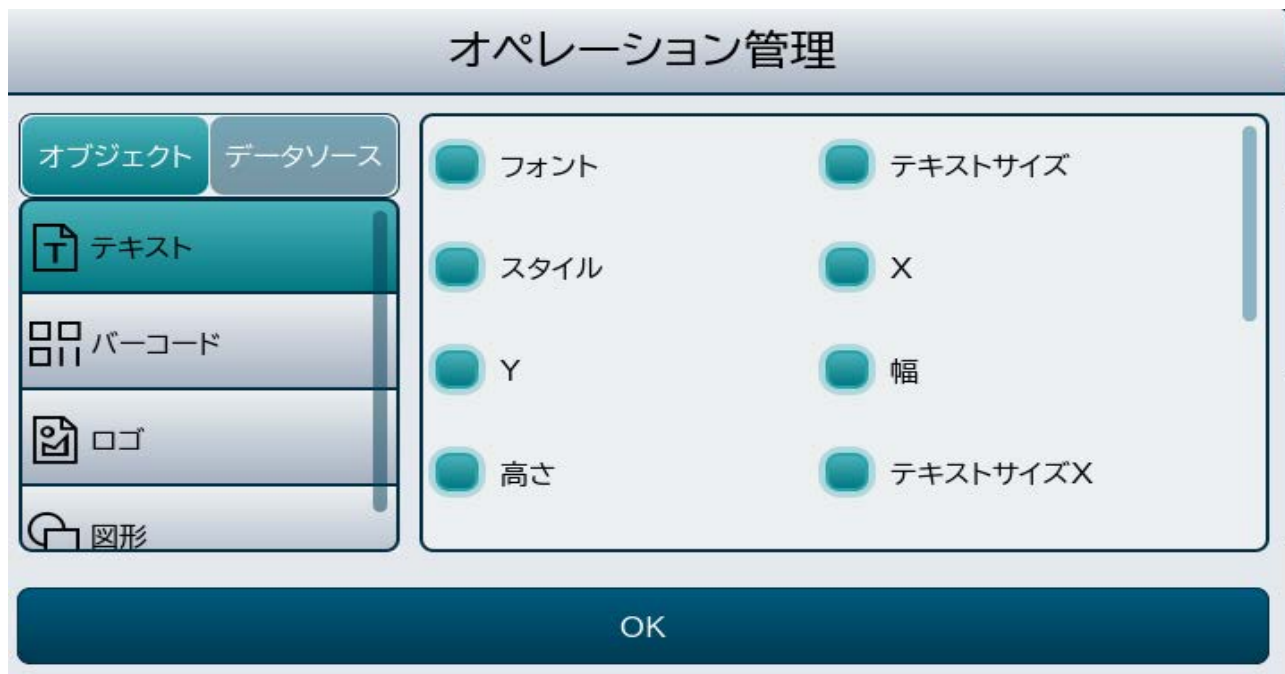 オペレーション管理
オブジェクト データソース
テキスト
バーコード
ロゴ
図形
フォント テキストサイズ
スタイル X
Y 幅
高さ テキストサイズX
OK